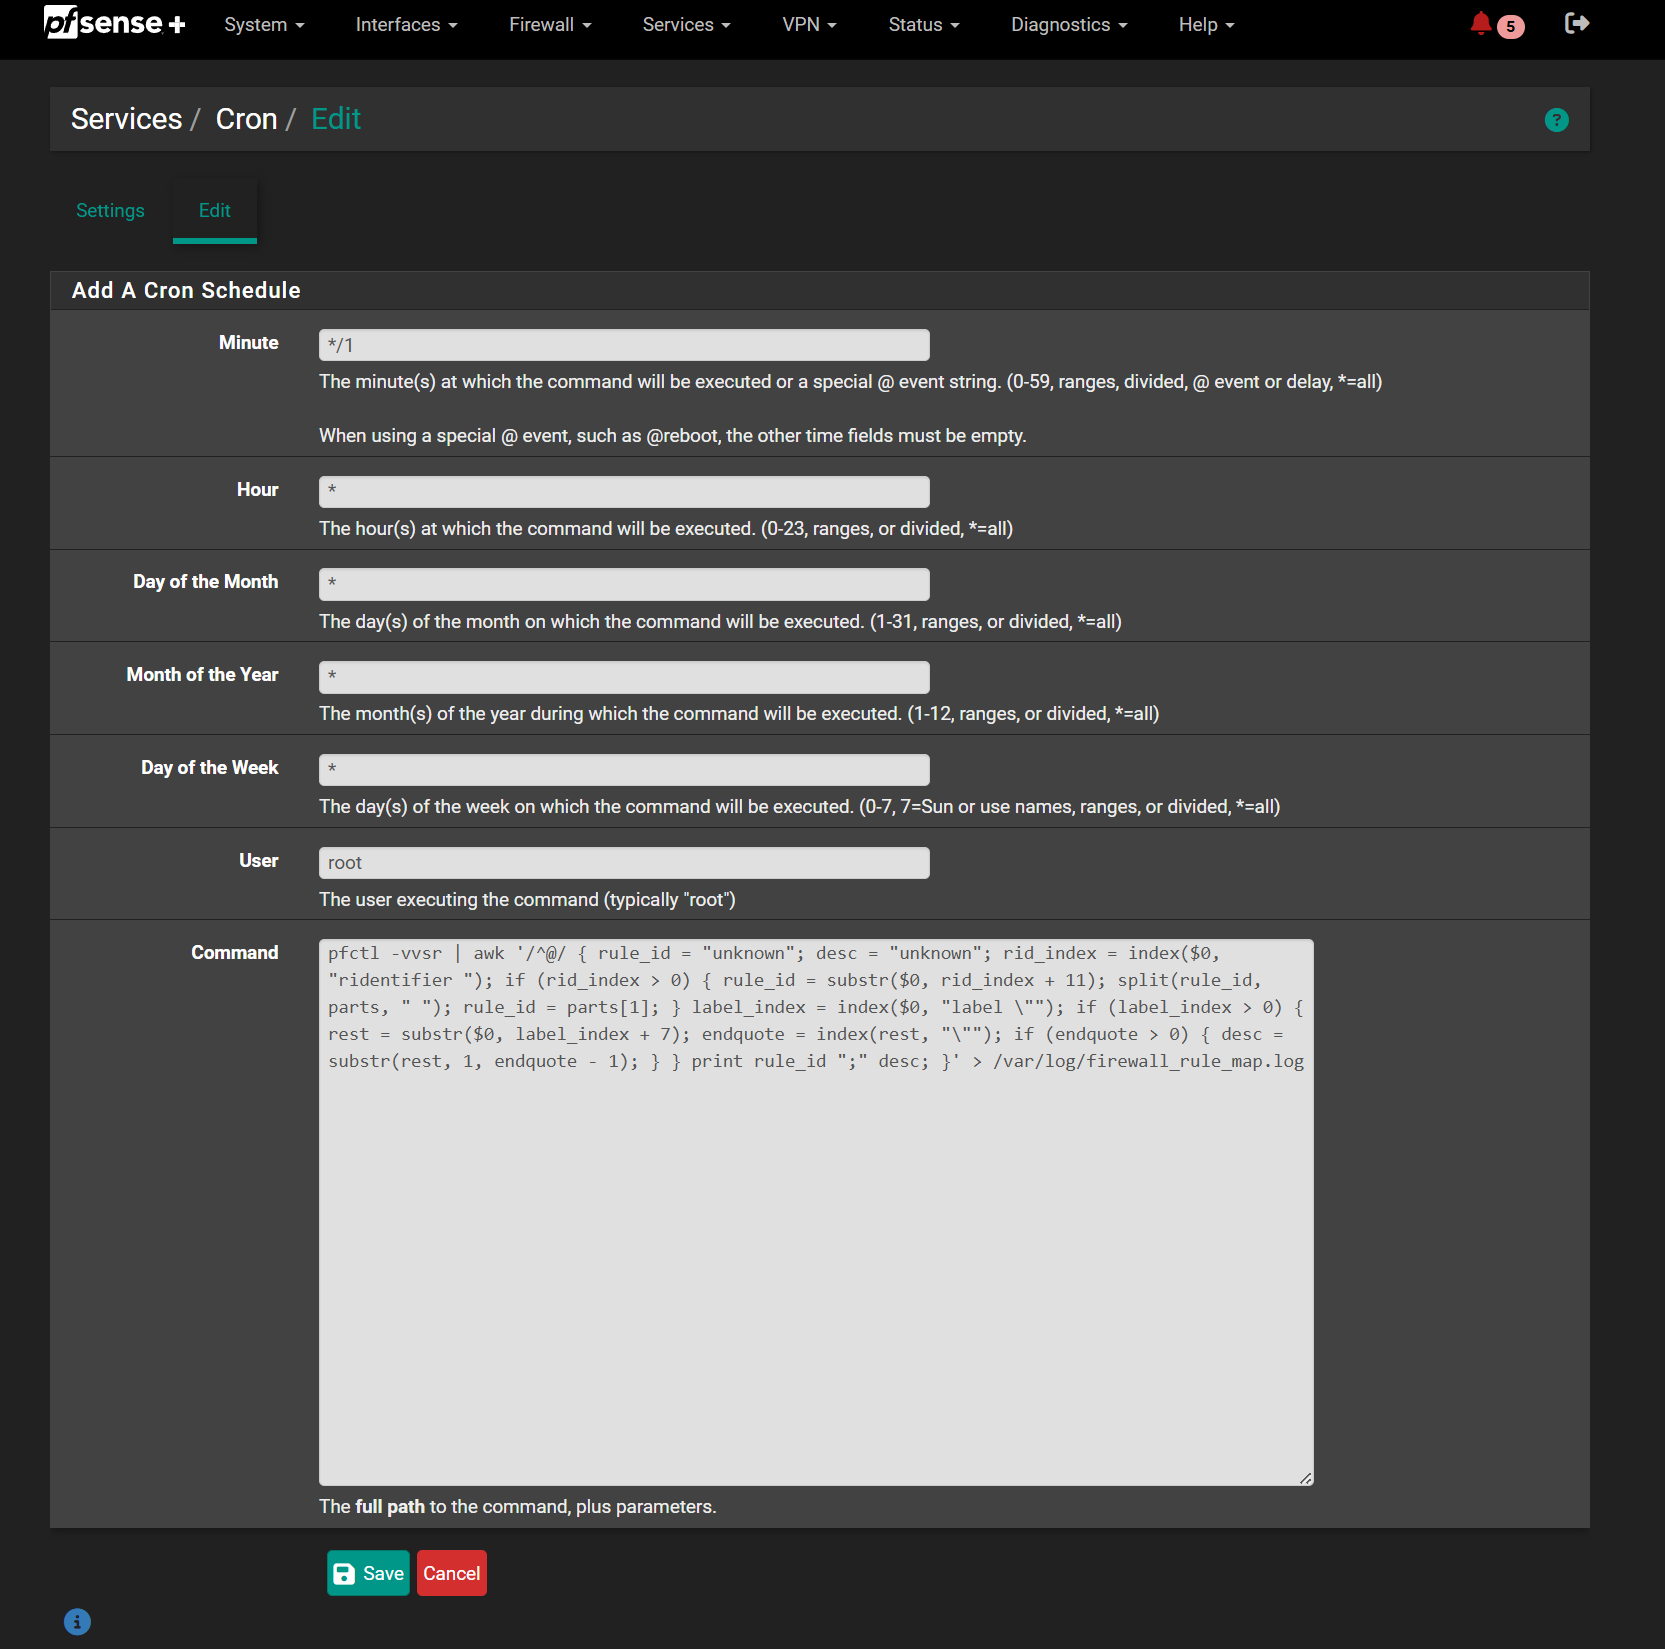 pfsense+ System Interfaces Firewall Services VPN Status Diagnostics Help 5
Services / Cron / Edit ?
Settings Edit
Add A Cron Schedule
Minute */1
The minute(s) at which the command will be executed or a special @ event string. (0-59, ranges, divided, @ event or delay, *=all)
When using a special @ event, such as @reboot, the other time fields must be empty.
Hour *
The hour(s) at which the command will be executed. (0-23, ranges, or divided, *=all)
Day of the Month *
The day(s) of the month on which the command will be executed. (1-31, ranges, or divided, *=all)
Month of the Year *
The month(s) of the year during which the command will be executed. (1-12, ranges, or divided, *=all)
Day of the Week *
The day(s) of the week on which the command will be executed. (0-7, 7=Sun or use names, ranges, or divided, *=all)
User root
The user executing the command (typically "root")
Command pfctl -vvsr | awk '/^@/ { rule_id = "unknown"; desc = "unknown"; rid_index = index($0,
"ridentifier "); if (rid_index > 0) { rule_id = substr($0, rid_index + 11); split(rule_id,
parts, " "); rule_id = parts[1]; } label_index = index($0, "label \""); if (label_index > 0) {
rest = substr($0, label_index + 7); endquote = index(rest, "\""); if (endquote > 0) { desc =
substr(rest, 1, endquote - 1); } } print rule_id ";" desc; }' > /var/log/firewall_rule_map.log
The full path to the command, plus parameters.
Save Cancel
i